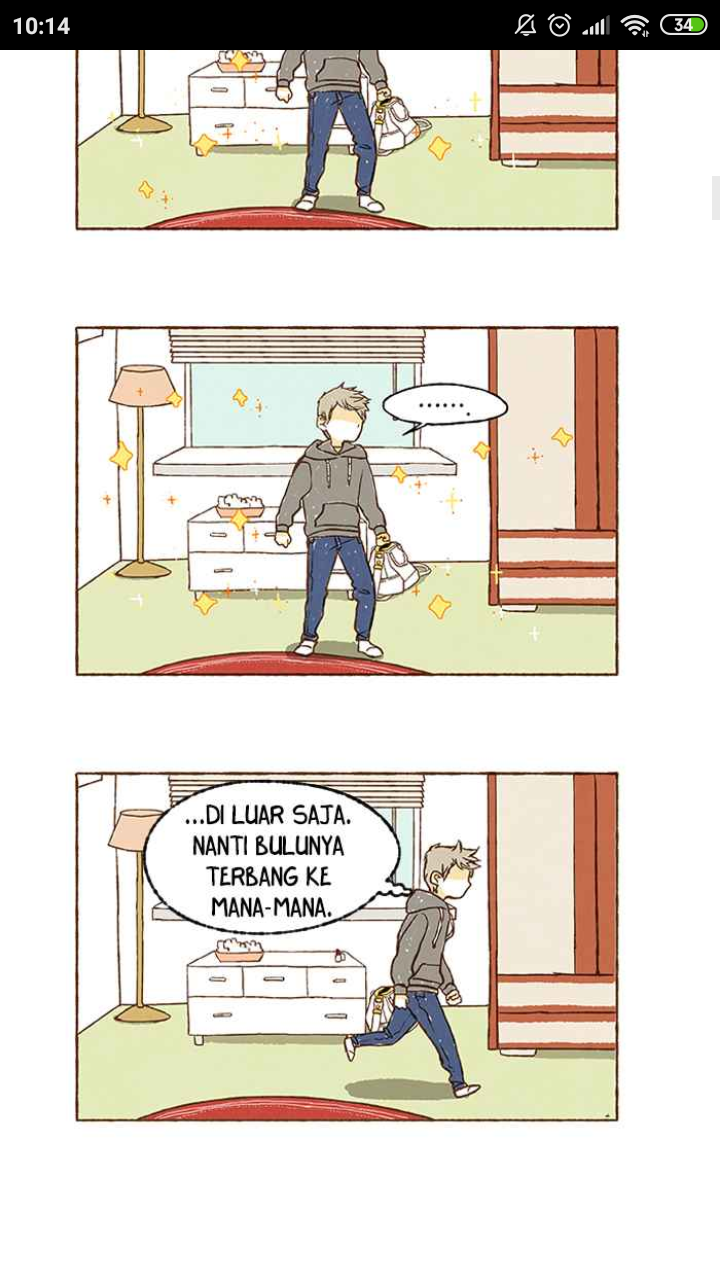 10:14
34
.......
...DI LUAR SAJA.
NANTI BULUNYA
TERBANG KE
MANA-MANA.